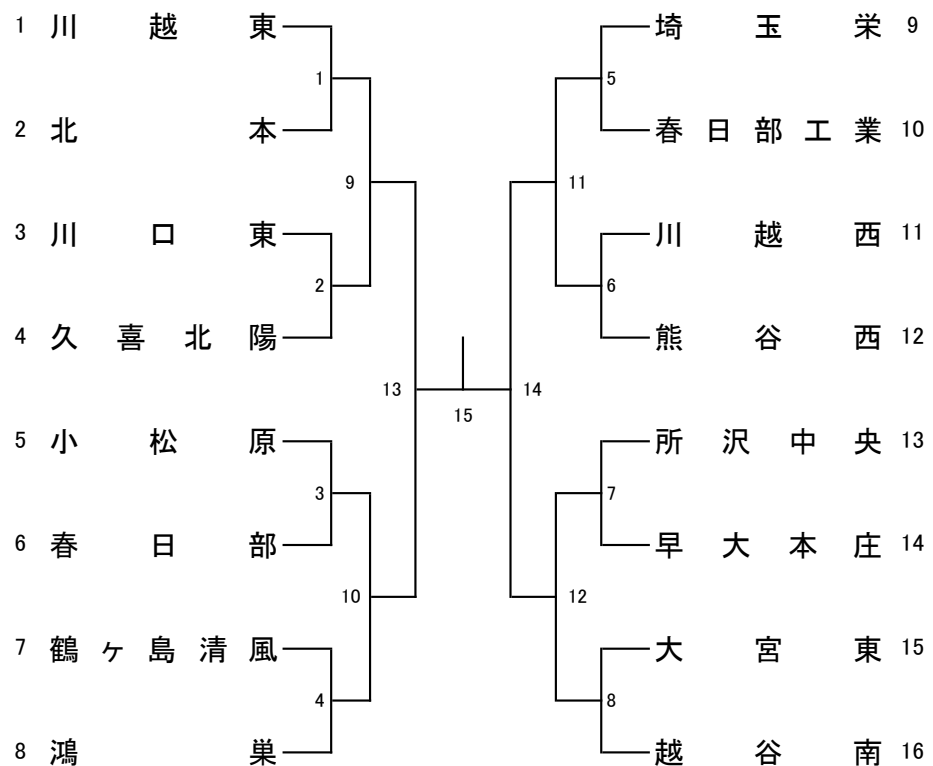 1 川越東 埼玉栄 9
1 5
2 北本 春日部工業 10
9 11
3 川口東 川越西 11
2 6
4 久喜北陽 熊谷西 12
13 14
15
5 小松原 所沢中央 13
3 7
6 春日部 早大本庄 14
10 12
7 鶴ヶ島清風 大宮東 15
4 8
8 鴻巣 越谷南 16